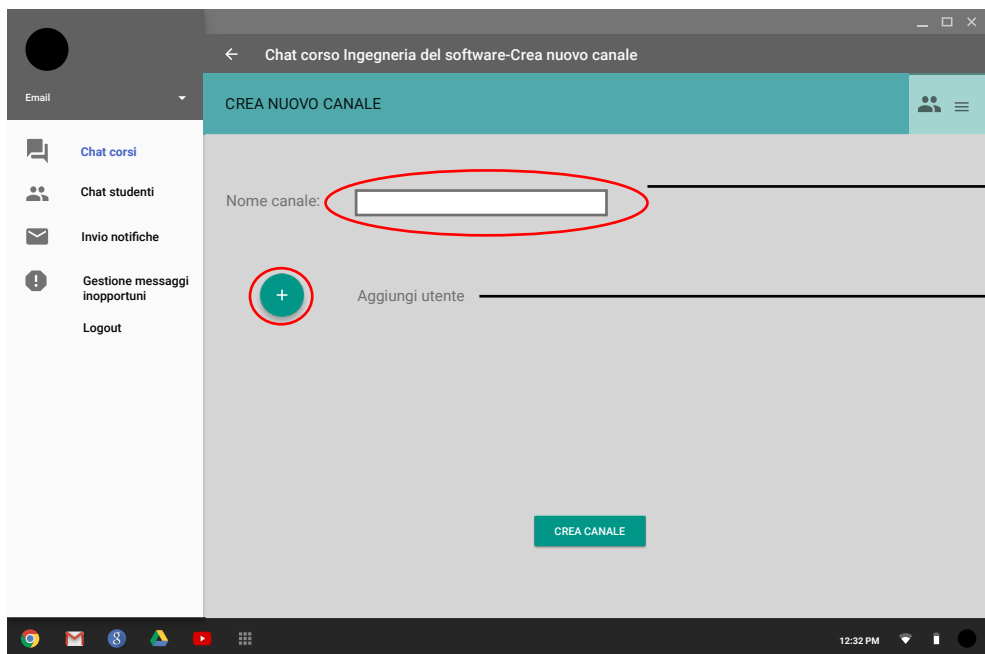 Chat corso Ingegneria del software-Crea nuovo canale
Email
CREA NUOVO CANALE
Chat corsi
Chat studenti
Invio notifiche
Gestione messaggi
inopportuni
Logout
Nome canale:
+
Aggiungi utente
CREA CANALE
8
12:32 PM